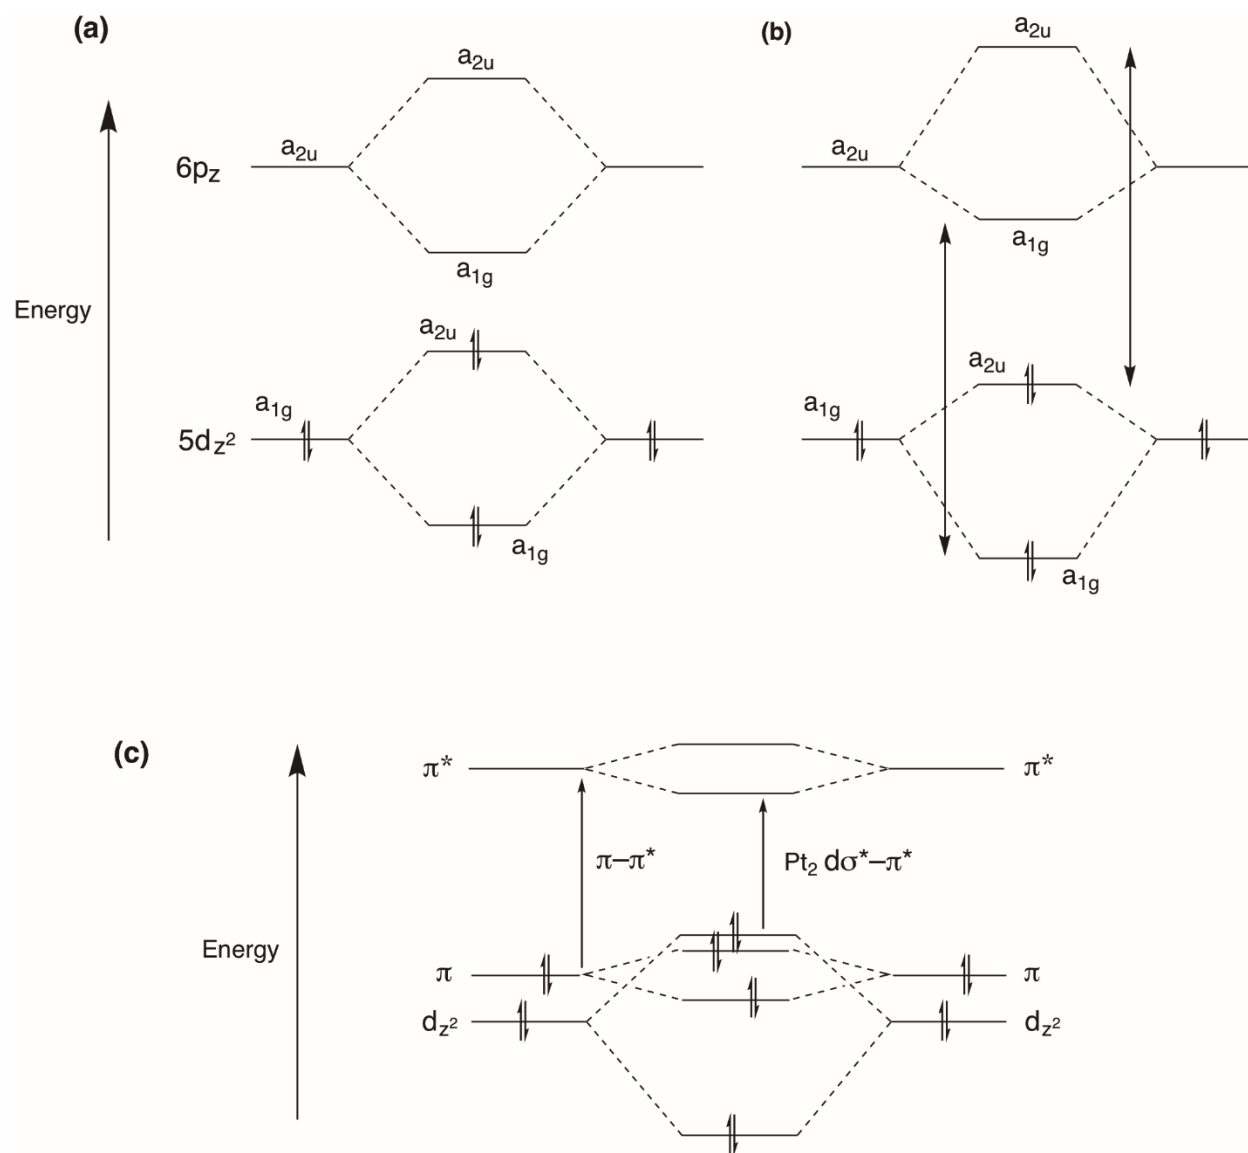 (a)
a2u
a2u
6pz
a1g
Energy
a2u
a1g
5dz2
a1g
(b)
a2u
a2u
a1g
a2u
a1g
a1g
(c)
π*
π*
π–π*
Pt2 dσ*–π*
Energy
π
π
dz2
dz2